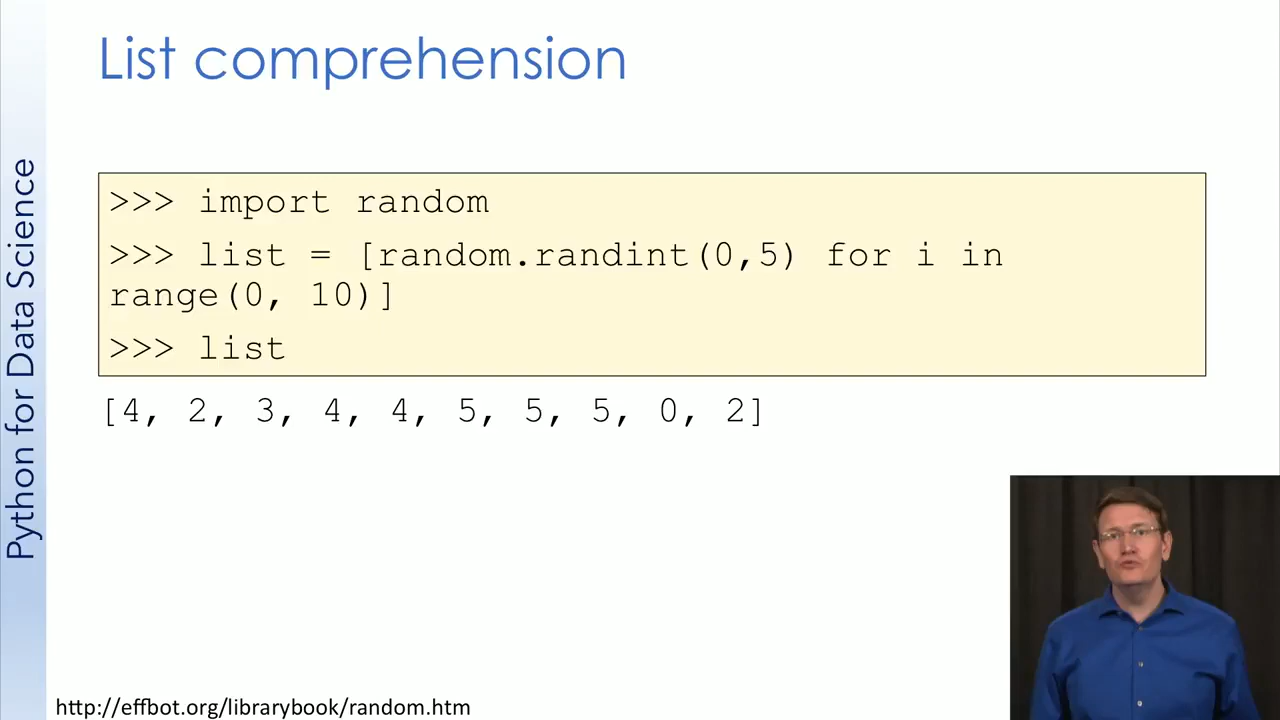 List comprehension
Python for Data Science
>>> import random
>>> list = [random.randint(0,5) for i in
range(0, 10)]
>>> list
[4, 2, 3, 4, 4, 5, 5, 5, 0, 2]
http://effbot.org/librarybook/random.htm